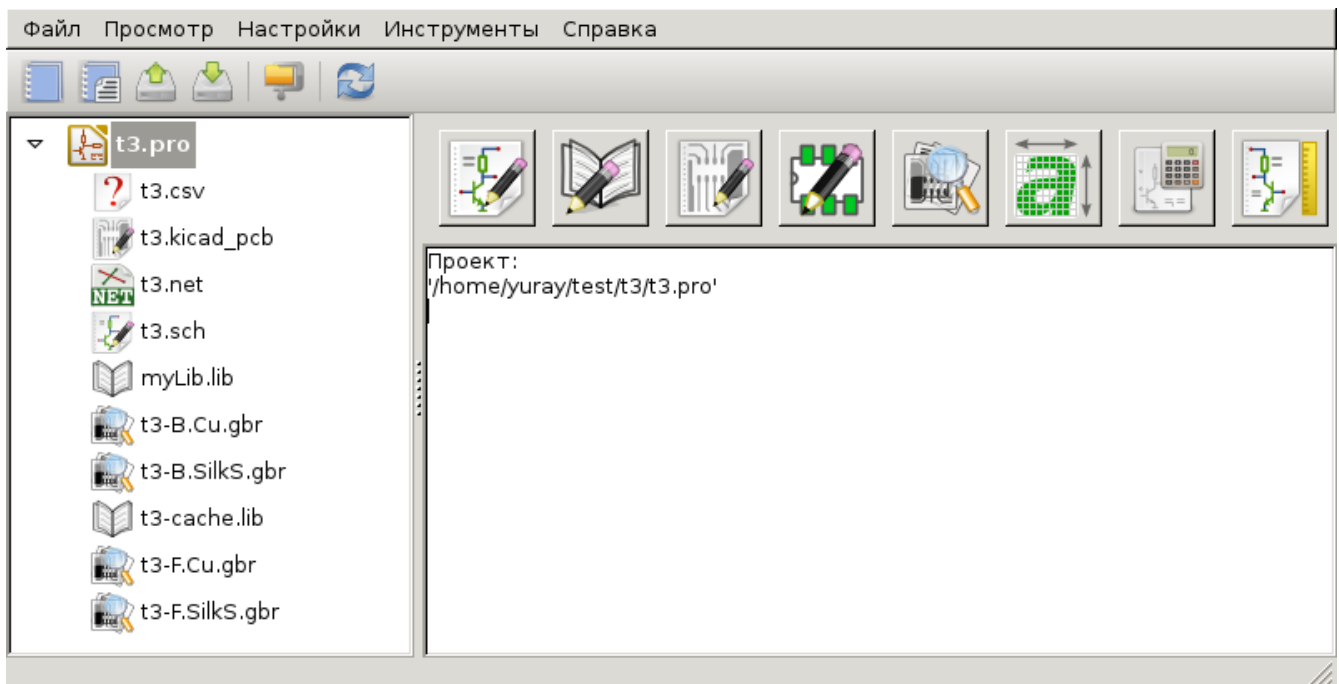 Файл Просмотр Настройки Инструменты Справка
t3.pro
t3.csv
t3.kicad_pcb
NET t3.net
t3.sch
myLib.lib
t3-B.Cu.gbr
t3-B.SilkS.gbr
t3-cache.lib
t3-F.Cu.gbr
t3-F.SilkS.gbr
a
Проект:
'/home/yuray/test/t3/t3.pro'